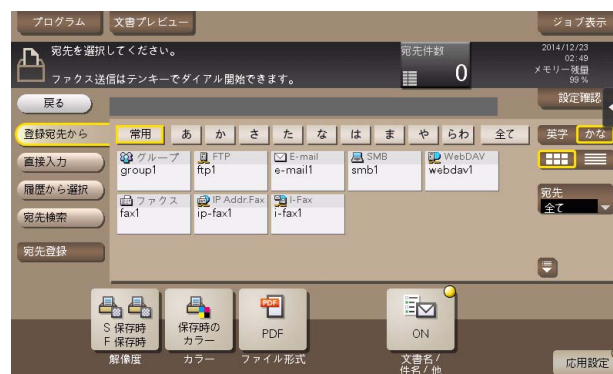 プログラム
文書プレビュー
ジョブ表示
宛先を選択してください。
ファクス送信はテンキーでダイアル開始できます。
宛先件数
0
2014/12/23
02:49
メモリー残量
99 %
戻る
設定確認
登録宛先から
常用
あ
か
さ
た
な
は
ま
や
らわ
全て
英字
かな
直接入力
履歴から選択
宛先検索
宛先登録
グループ
group1
FTP
ftp1
E-mail
e-mail1
SMB
smb1
WebDAV
webdav1
ファクス
fax1
IP Addr.Fax
ip-fax1
I-Fax
i-fax1
宛先
全て
S 保存時
F 保存時
解像度
保存時の
カラー
カラー
PDF
ファイル形式
ON
文書名/
件名/ 他
応用設定